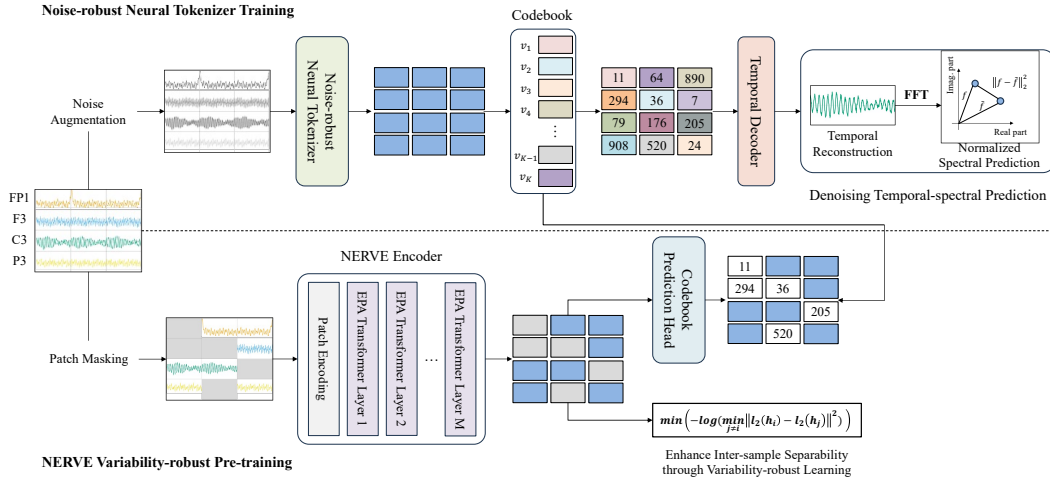 Noise-robust Neural Tokenizer Training
Noise
Augmentation
Noise-robust
Neural Tokenizer
Codebook
v1
v2
v3
v4
⋮
vK−1
vK
11 64 890
294 36 7
79 176 205
908 520 24
Temporal Decoder
Temporal
Reconstruction
FFT
Imag. part
f
f̃
‖f − f̃‖₂²
Real part
Normalized
Spectral Prediction
Denoising Temporal-spectral Prediction
FP1
F3
C3
P3
Patch Masking
NERVE Encoder
Patch Encoding
EPA Transformer Layer 1
EPA Transformer Layer 2
…
EPA Transformer Layer M
Codebook
Prediction Head
11
294 36
205
520
min(−log(min j≠i ‖l₂(hᵢ) − l₂(hⱼ)‖²))
Enhance Inter-sample Separability
through Variability-robust Learning
NERVE Variability-robust Pre-training